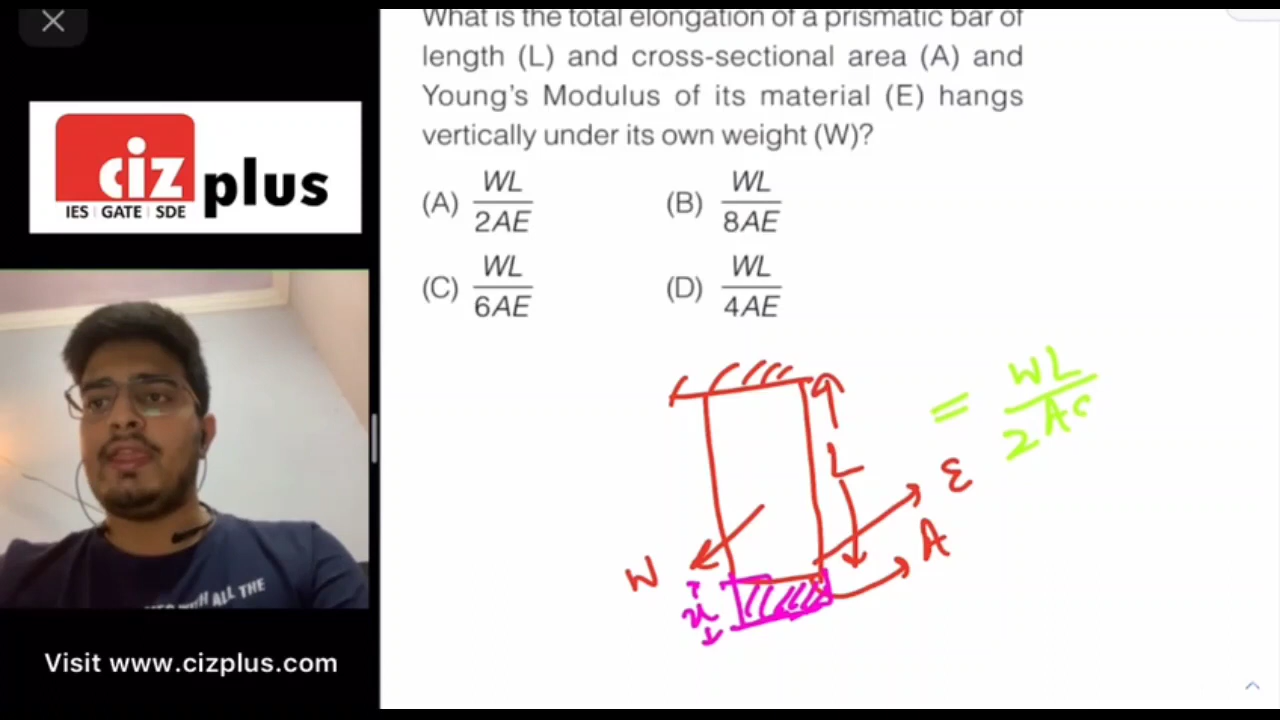 What is the total elongation of a prismatic bar of
length (L) and cross-sectional area (A) and
Young's Modulus of its material (E) hangs
vertically under its own weight (W)?
(A) WL/2AE (B) WL/8AE
(C) WL/6AE (D) WL/4AE
ciz plus
IES | GATE | SDE
= WL/2AE
L
E
A
W
x
ALL THE
Visit www.cizplus.com